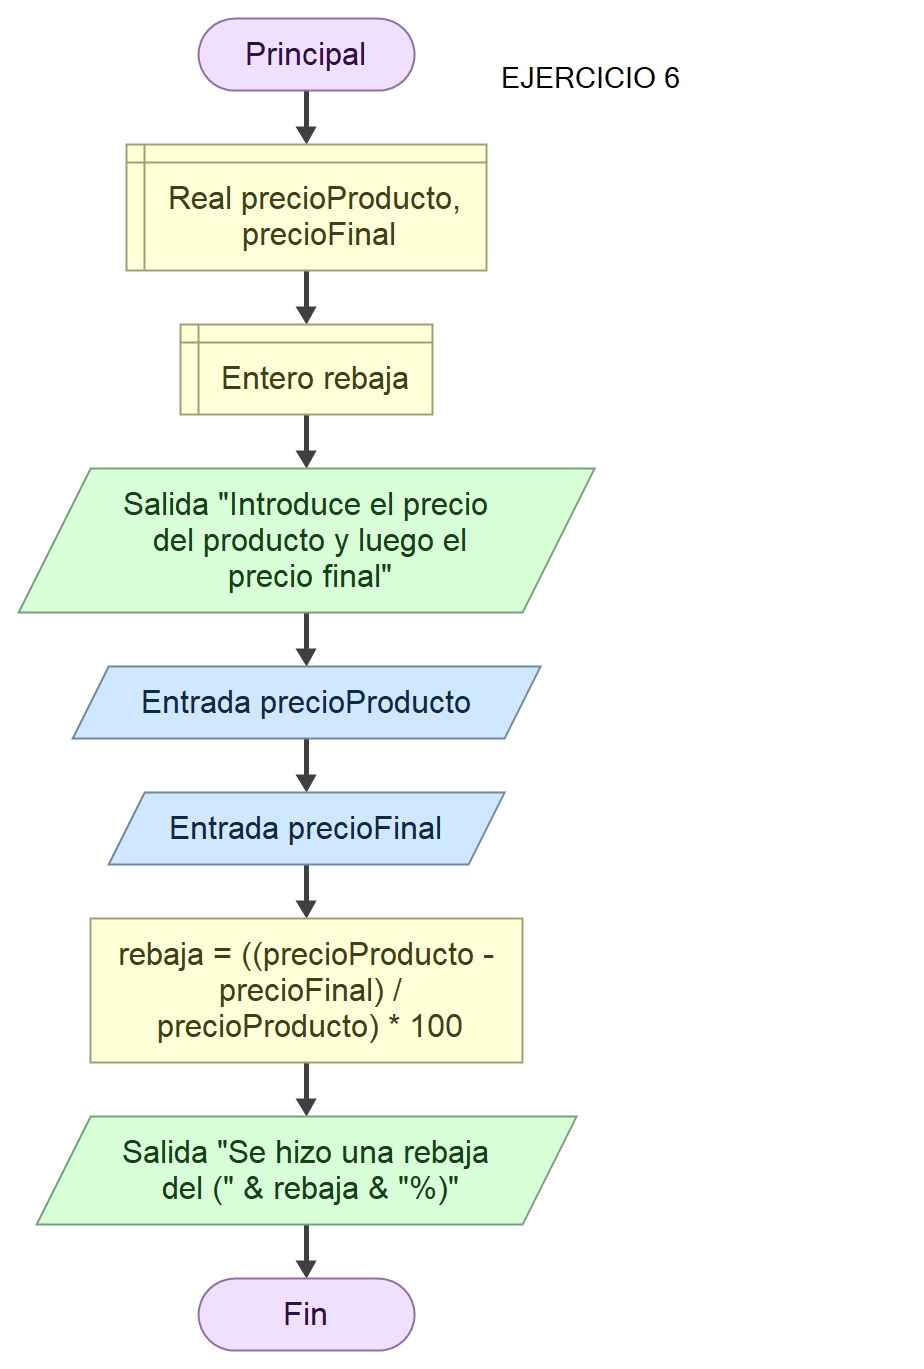 Principal
EJERCICIO 6
Real precioProducto,
precioFinal
Entero rebaja
Salida "Introduce el precio
del producto y luego el
precio final"
Entrada precioProducto
Entrada precioFinal
rebaja = ((precioProducto -
precioFinal) /
precioProducto) * 100
Salida "Se hizo una rebaja
del (" & rebaja & "%)"
Fin